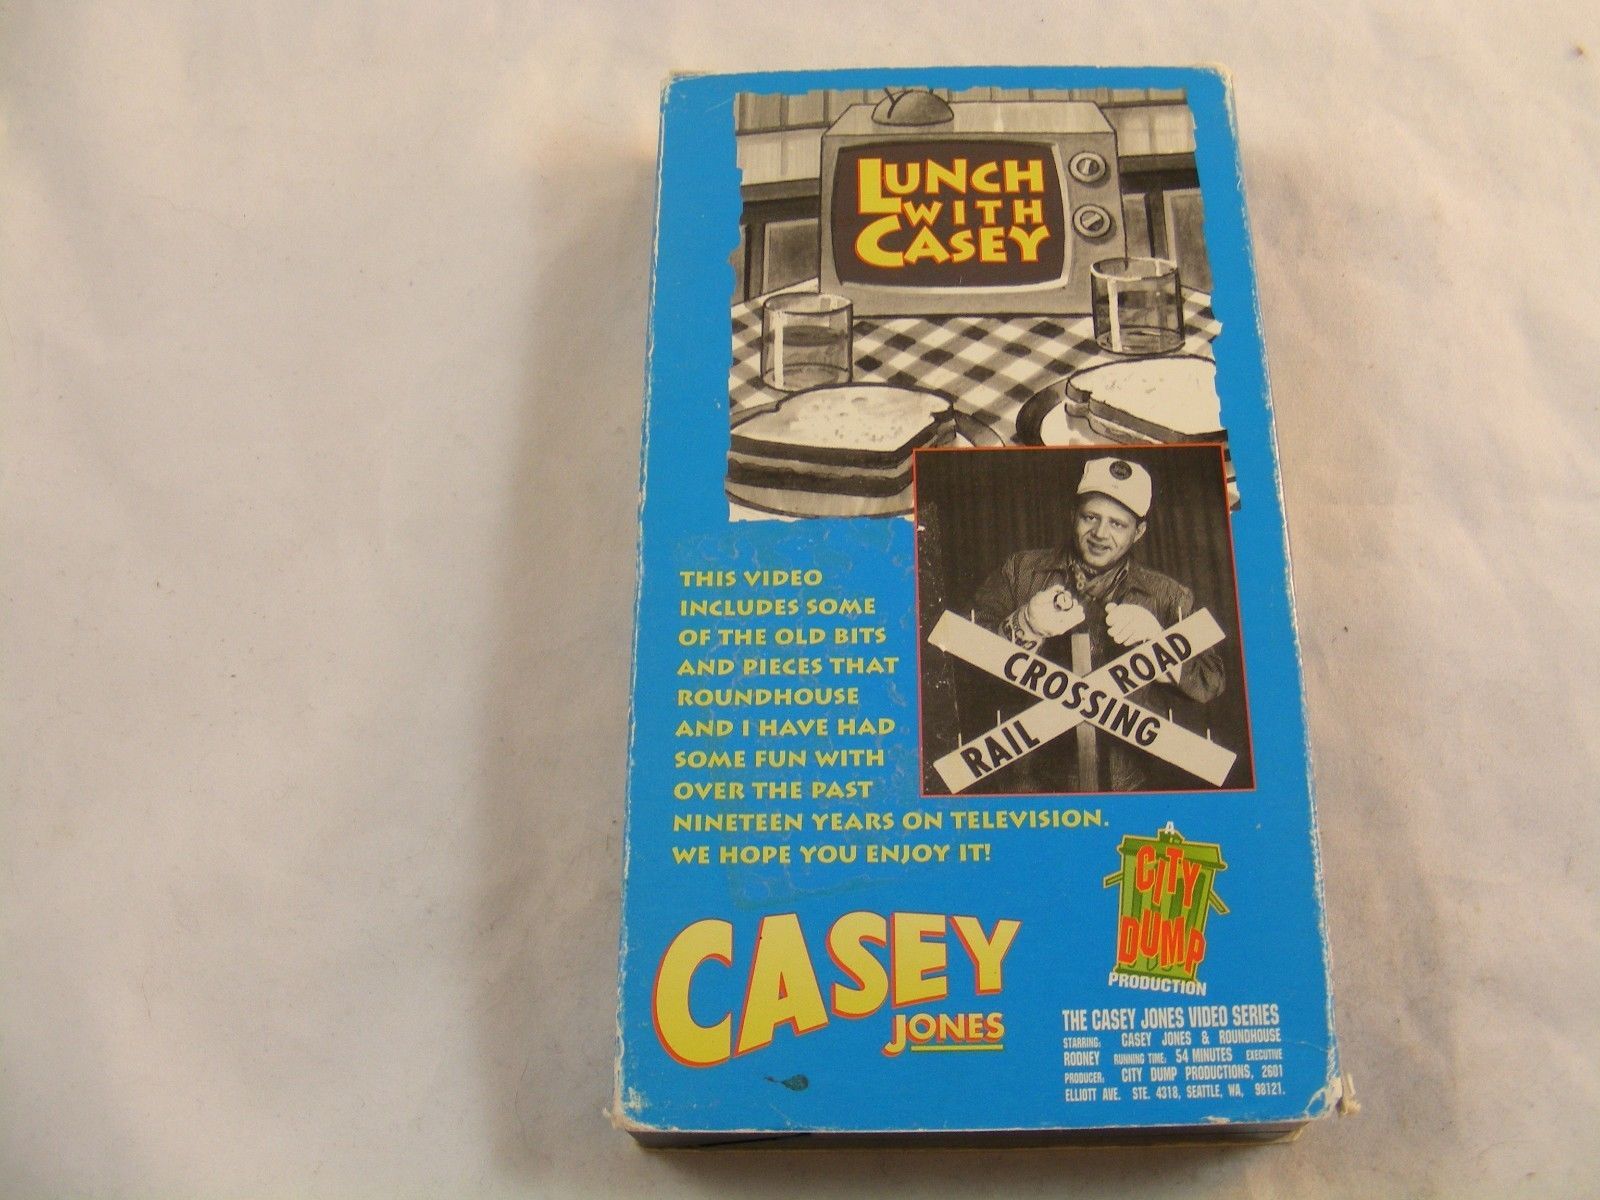 LUNCH
WITH
CASEY
CROSSING
RAIL ROAD
THIS VIDEO
INCLUDES SOME
OF THE OLD BITS
AND PIECES THAT
ROUNDHOUSE
AND I HAVE HAD
SOME FUN WITH
OVER THE PAST
NINETEEN YEARS ON TELEVISION.
WE HOPE YOU ENJOY IT!
CASEY
JONES
A
CITY
DUMP
PRODUCTION
THE CASEY JONES VIDEO SERIES
STARRING: CASEY JONES & ROUNDHOUSE
RODNEY RUNNING TIME: 54 MINUTES EXECUTIVE
PRODUCER: CITY DUMP PRODUCTIONS, 2601
ELLIOTT AVE. STE. 4318, SEATTLE, WA, 98121.